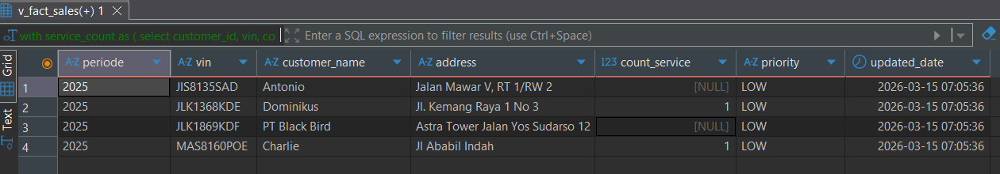 v_fact_sales(+) 1
with service_count as ( select customer_id, vin, co Enter a SQL expression to filter results (use Ctrl+Space)
Grid
Text
A-Z periode A-Z vin A-Z customer_name A-Z address 123 count_service A-Z priority updated_date
1 2025 JIS8135SAD Antonio Jalan Mawar V, RT 1/RW 2 [NULL] LOW 2026-03-15 07:05:36
2 2025 JLK1368KDE Dominikus Jl. Kemang Raya 1 No 3 1 LOW 2026-03-15 07:05:36
3 2025 JLK1869KDF PT Black Bird Astra Tower Jalan Yos Sudarso 12 [NULL] LOW 2026-03-15 07:05:36
4 2025 MAS8160POE Charlie Jl Ababil Indah 1 LOW 2026-03-15 07:05:36